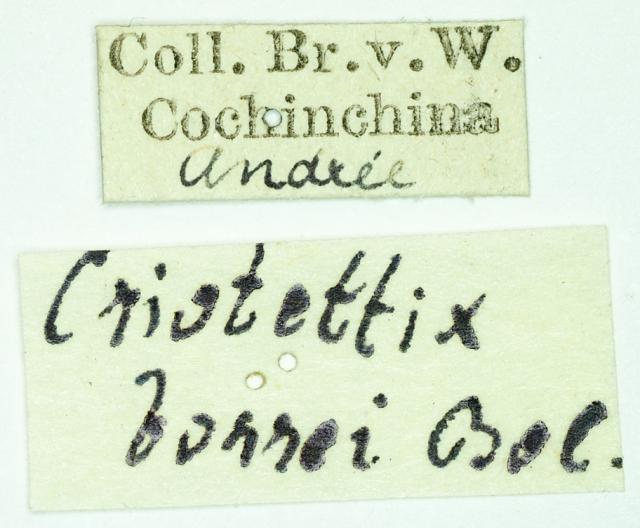 Coll. Br. v. W.
Cochinchina
Andrée
Criotettix
borrei Bol.